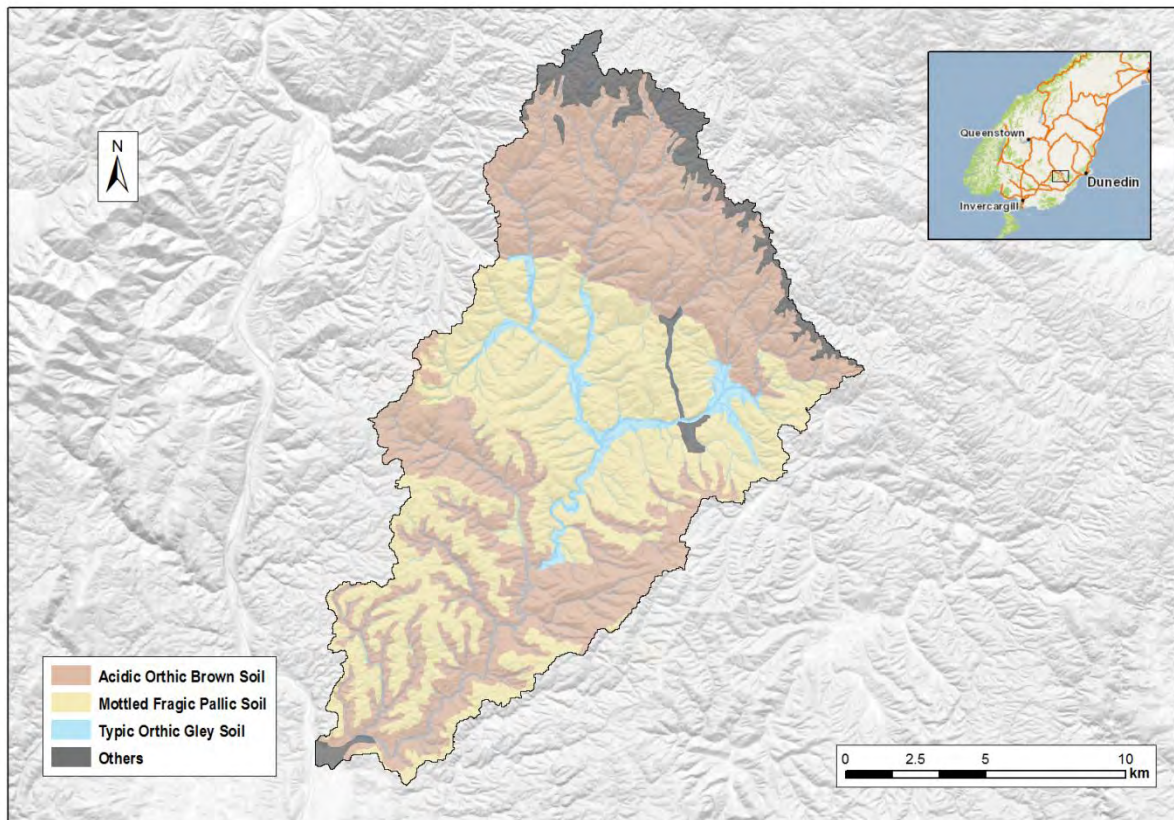 N
Queenstown
Dunedin
Invercargill
Acidic Orthic Brown Soil
Mottled Fragic Pallic Soil
Typic Orthic Gley Soil
Others
0 2.5 5 10
km